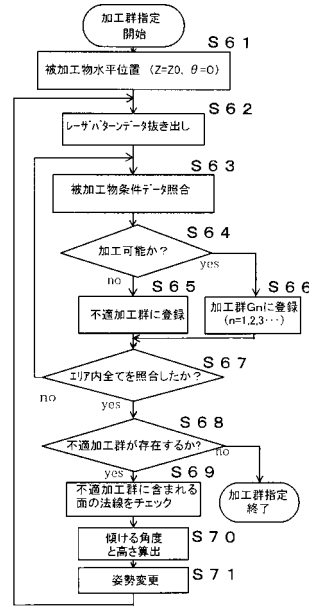 加工群指定
開始
S61
被加工物水平位置 (Z=Z0, θ=0)
S62
レーザパターンデータ抜き出し
S63
被加工物条件データ照合
S64
加工可能か?
no
yes
S65
不適加工群に登録
S66
加工群Gnに登録
(n=1,2,3・・・)
S67
エリア内全てを照合したか?
no
yes
S68
不適加工群が存在するか?
no
yes
S69
不適加工群に含まれる
面の法線をチェック
加工群指定
終了
S70
傾ける角度
と高さ算出
S71
姿勢変更